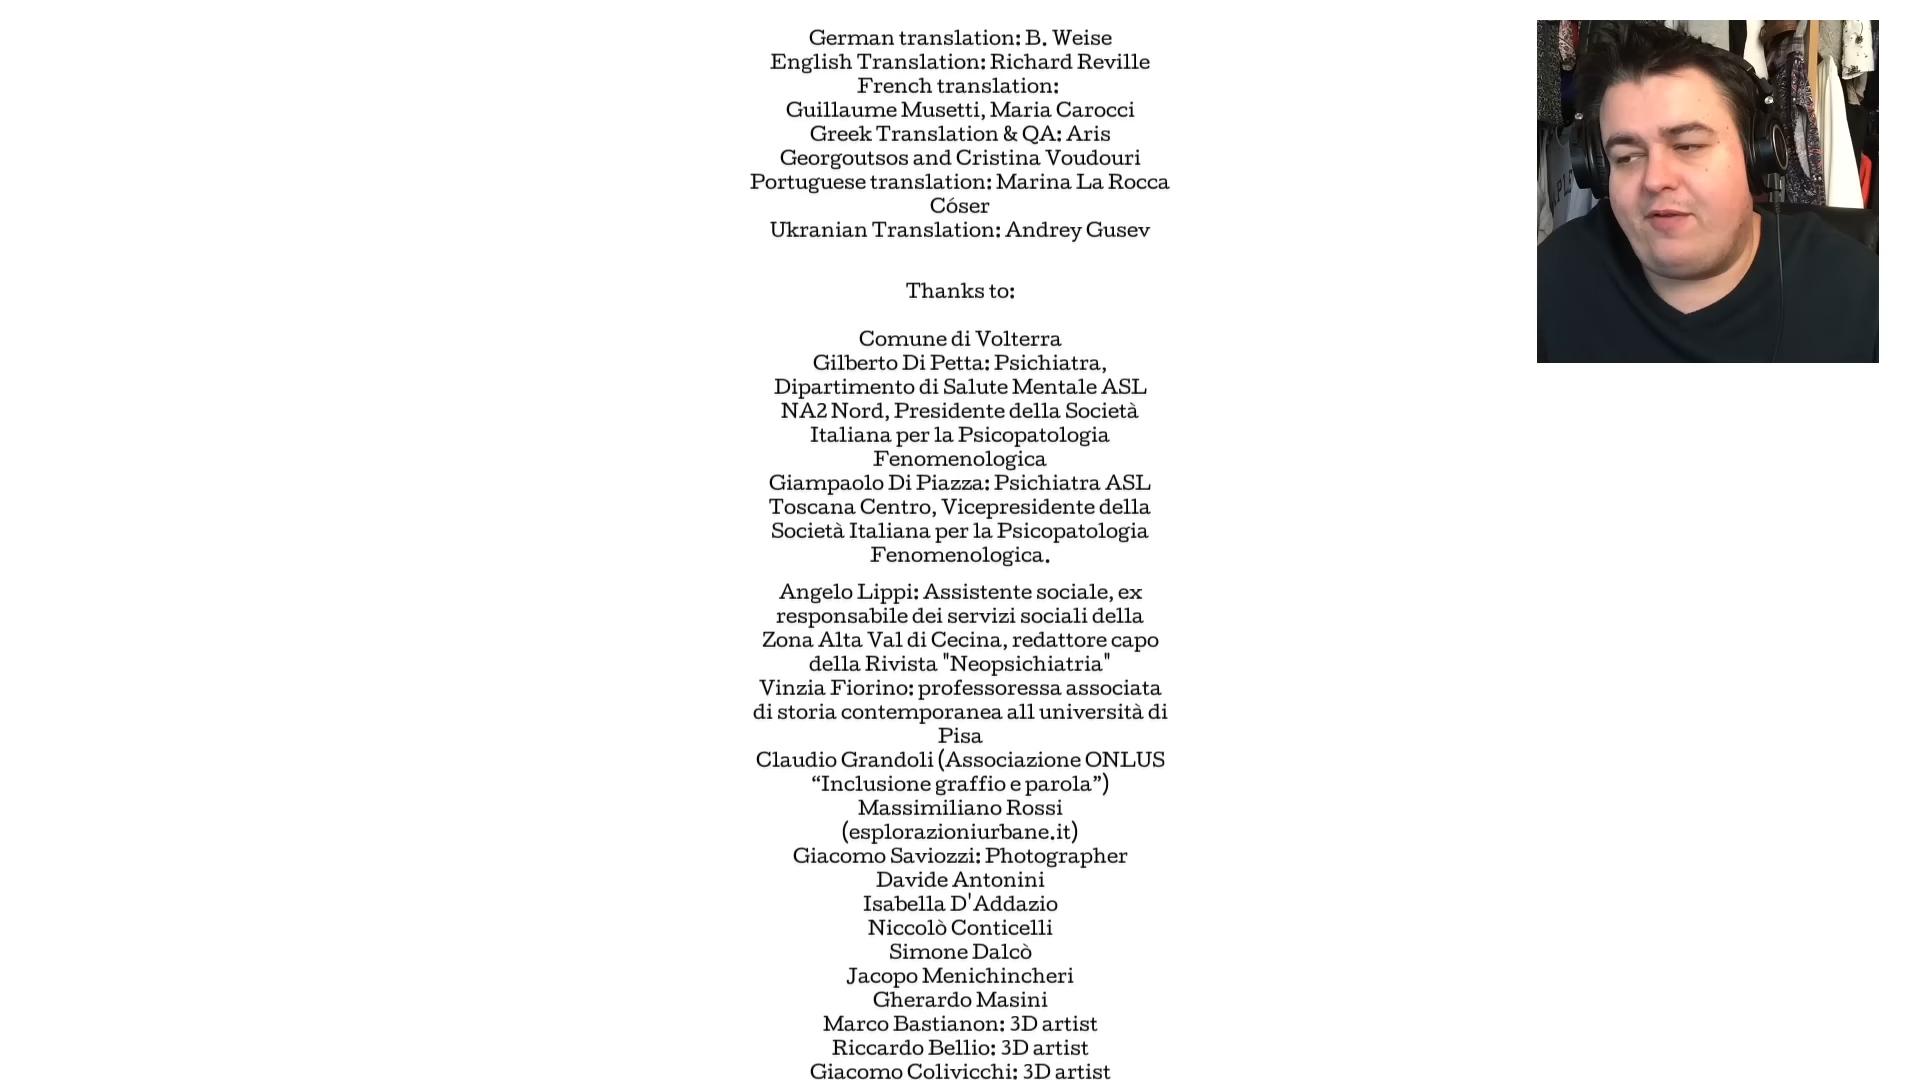 German translation: B. Weise
English Translation: Richard Reville
French translation:
Guillaume Musetti, Maria Carocci
Greek Translation & QA: Aris
Georgoutsos and Cristina Voudouri
Portuguese translation: Marina La Rocca
Cóser
Ukranian Translation: Andrey Gusev
Thanks to:
Comune di Volterra
Gilberto Di Petta: Psichiatra,
Dipartimento di Salute Mentale ASL
NA2 Nord, Presidente della Società
Italiana per la Psicopatologia
Fenomenologica
Giampaolo Di Piazza: Psichiatra ASL
Toscana Centro, Vicepresidente della
Società Italiana per la Psicopatologia
Fenomenologica.
Angelo Lippi: Assistente sociale, ex
responsabile dei servizi sociali della
Zona Alta Val di Cecina, redattore capo
della Rivista "Neopsichiatria"
Vinzia Fiorino: professoressa associata
di storia contemporanea all università di
Pisa
Claudio Grandoli (Associazione ONLUS
“Inclusione graffio e parola”)
Massimiliano Rossi
(esplorazioniurbane.it)
Giacomo Saviozzi: Photographer
Davide Antonini
Isabella D'Addazio
Niccolò Conticelli
Simone Dalcò
Jacopo Menichincheri
Gherardo Masini
Marco Bastianon: 3D artist
Riccardo Bellio: 3D artist
Giacomo Colivicchi: 3D artist